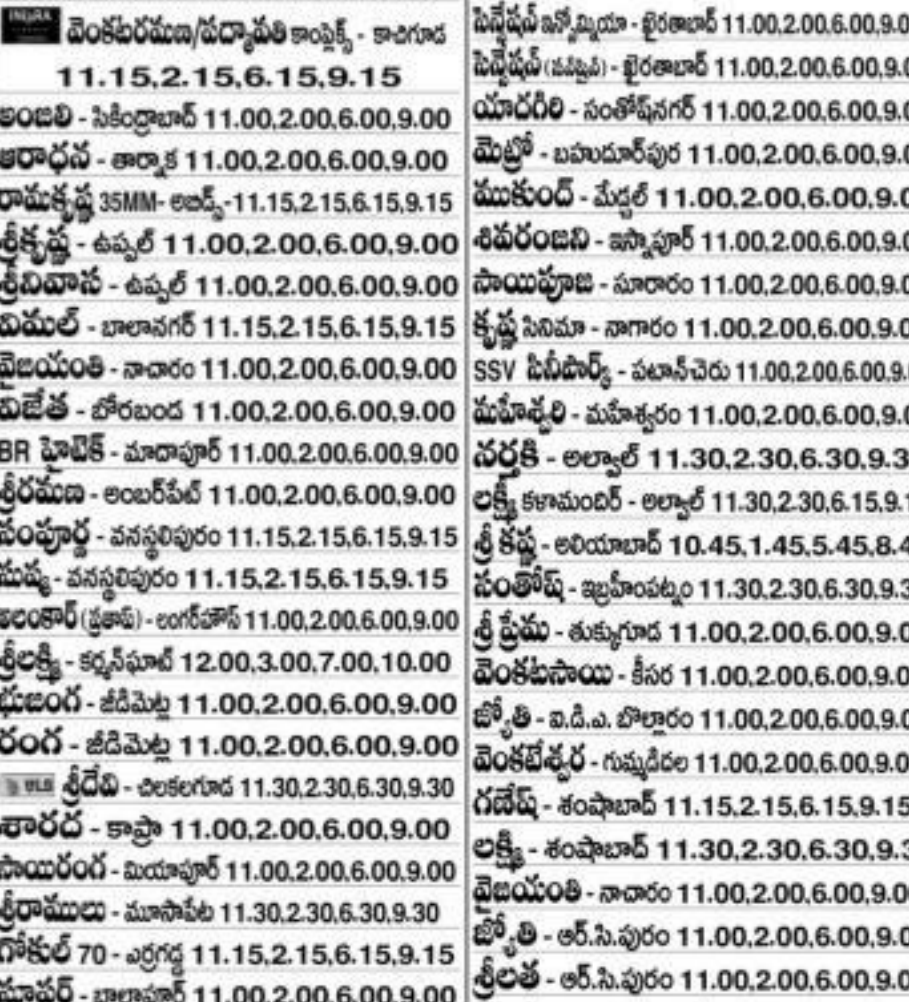 వెంకటరమణ/పద్మావతి కాంప్లెక్స్ - కాచిగూడ
11.15,2.15,6.15,9.15
అంజలి - సికింద్రాబాద్ 11.00,2.00,6.00,9.00
ఆరాధన - తార్నాక 11.00,2.00,6.00,9.00
రామకృష్ణ 35MM- అబిడ్స్-11.15,2.15,6.15,9.15
శ్రీకృష్ణ - ఉప్పల్ 11.00,2.00,6.00,9.00
శ్రీనివాస - ఉప్పల్ 11.00,2.00,6.00,9.00
విమల్ - బాలానగర్ 11.15,2.15,6.15,9.15
వైజయంతి - నాచారం 11.00,2.00,6.00,9.00
విజేత - బోరబండ 11.00,2.00,6.00,9.00
BR హైటెక్ - మాదాపూర్ 11.00,2.00,6.00,9.00
శ్రీరమణ - అంబర్‌పేట్ 11.00,2.00,6.00,9.00
సంపూర్ణ - వనస్థలిపురం 11.15,2.15,6.15,9.15
సుష్మ - వనస్థలిపురం 11.15,2.15,6.15,9.15
అలంకార్ (ప్రతాప్) - లంగర్‌హౌస్ 11.00,2.00,6.00,9.00
శ్రీలక్ష్మి - కర్మన్‌ఘాట్ 12.00,3.00,7.00,10.00
భుజంగ - జీడిమెట్ల 11.00,2.00,6.00,9.00
రంగ - జీడిమెట్ల 11.00,2.00,6.00,9.00
శ్రీదేవి - చిలకలగూడ 11.30,2.30,6.30,9.30
శారద - కాప్రా 11.00,2.00,6.00,9.00
సాయిరంగ - మియాపూర్ 11.00,2.00,6.00,9.00
శ్రీరాములు - మూసాపేట 11.30,2.30,6.30,9.30
గోకుల్ 70 - ఎర్రగడ్డ 11.15,2.15,6.15,9.15
సూపర్ - బాలాపూర్ 11.00,2.00,6.00,9.00
సెన్సేషన్ ఇన్సోమ్నియా - ఖైరతాబాద్ 11.00,2.00,6.00,9.0
సెన్సేషన్ - ఖైరతాబాద్ 11.00,2.00,6.00,9.0
యాదగిరి - సంతోష్‌నగర్ 11.00,2.00,6.00,9.0
మెట్రో - బహదూర్‌పుర 11.00,2.00,6.00,9.0
ముకుంద్ - మేడ్చల్ 11.00,2.00,6.00,9.0
శివరంజని - ఇస్నాపూర్ 11.00,2.00,6.00,9.0
సాయిపూజ - సూరారం 11.00,2.00,6.00,9.0
కృష్ణ సినిమా - నాగారం 11.00,2.00,6.00,9.0
SSV సినీపార్క్ - పటాన్‌చెరు 11.00,2.00,6.00,9.
మహేశ్వరి - మహేశ్వరం 11.00,2.00,6.00,9.0
నర్తకి - అల్వాల్ 11.30,2.30,6.30,9.3
లక్ష్మి కళామందిర్ - అల్వాల్ 11.30,2.30,6.15,9.1
శ్రీ కృష్ణ - అలియాబాద్ 10.45,1.45,5.45,8.4
సంతోష్ - ఇబ్రహీంపట్నం 11.30,2.30,6.30,9.3
శ్రీ ప్రేమ - తుక్కుగూడ 11.00,2.00,6.00,9.0
వెంకటసాయి - కీసర 11.00,2.00,6.00,9.0
జ్యోతి - ఐ.డి.ఎ. బొల్లారం 11.00,2.00,6.00,9.0
వెంకటేశ్వర - గుమ్మడిదల 11.00,2.00,6.00,9.0
గణేష్ - శంషాబాద్ 11.15,2.15,6.15,9.15
లక్ష్మి - శంషాబాద్ 11.30,2.30,6.30,9.3
వైజయంతి - నాచారం 11.00,2.00,6.00,9.0
జ్యోతి - ఆర్.సి.పురం 11.00,2.00,6.00,9.0
శ్రీలత - ఆర్.సి.పురం 11.00,2.00,6.00,9.0